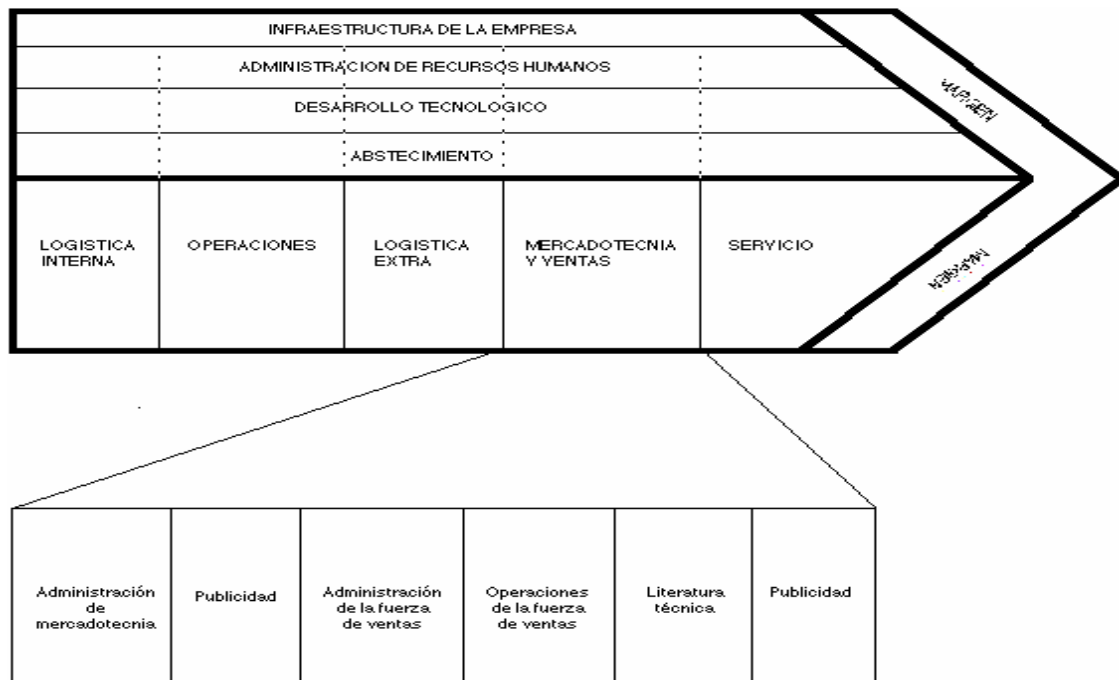 INFRAESTRUCTURA DE LA EMPRESA
ADMINISTRACION DE RECURSOS HUMANOS
DESARROLLO TECNOLOGICO
ABSTECIMIENTO
MARGEN
LOGISTICA
INTERNA
OPERACIONES
LOGISTICA
EXTRA
MERCADOTECNIA
Y VENTAS
SERVICIO
MARGEN
Administración
de
mercadotecnia
Publicidad
Administración
de la fuerza
de ventas
Operaciones
de la fuerza
de ventas
Literatura
técnica
Publicidad